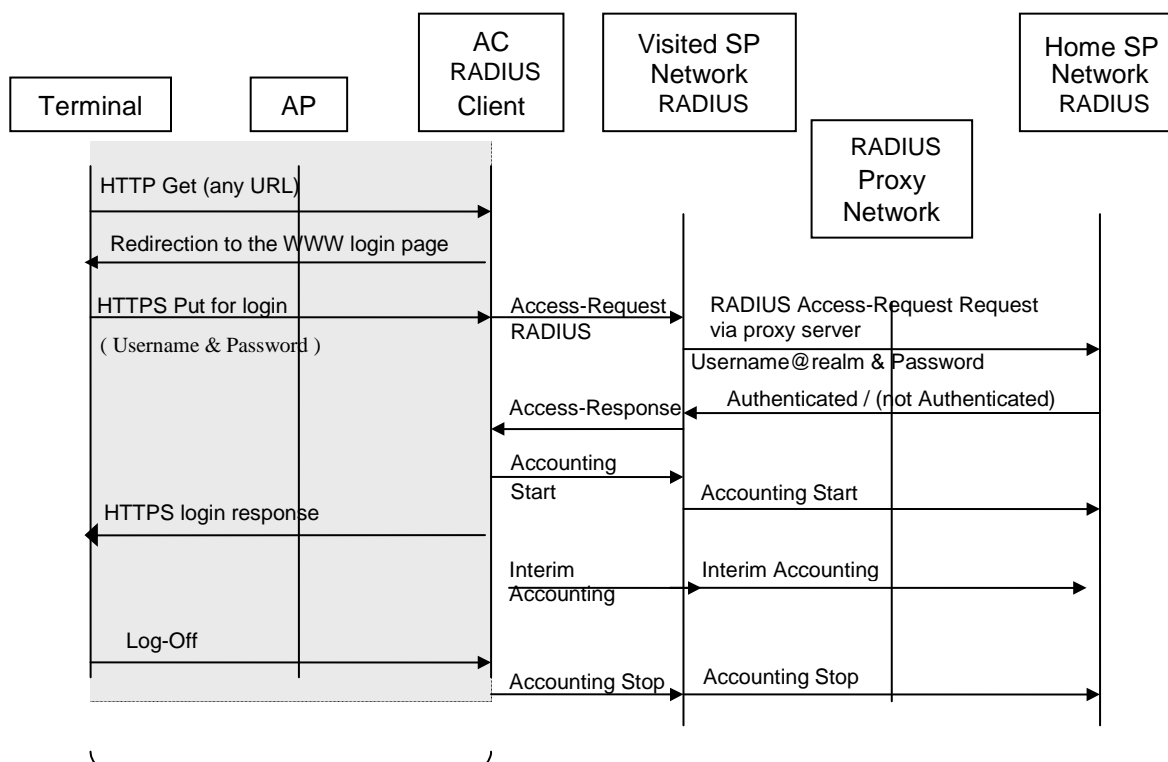 AC
RADIUS
Client
Visited SP
Network
RADIUS
Home SP
Network
RADIUS
Terminal
AP
RADIUS
Proxy
Network
HTTP Get (any URL)
Redirection to the WWW login page
HTTPS Put for login
( Username & Password )
Access-Request
RADIUS
RADIUS Access-Request Request
via proxy server
Username@realm & Password
Authenticated / (not Authenticated)
Access-Response
Accounting
Start
Accounting Start
HTTPS login response
Interim
Accounting
Interim Accounting
Log-Off
Accounting Stop
Accounting Stop